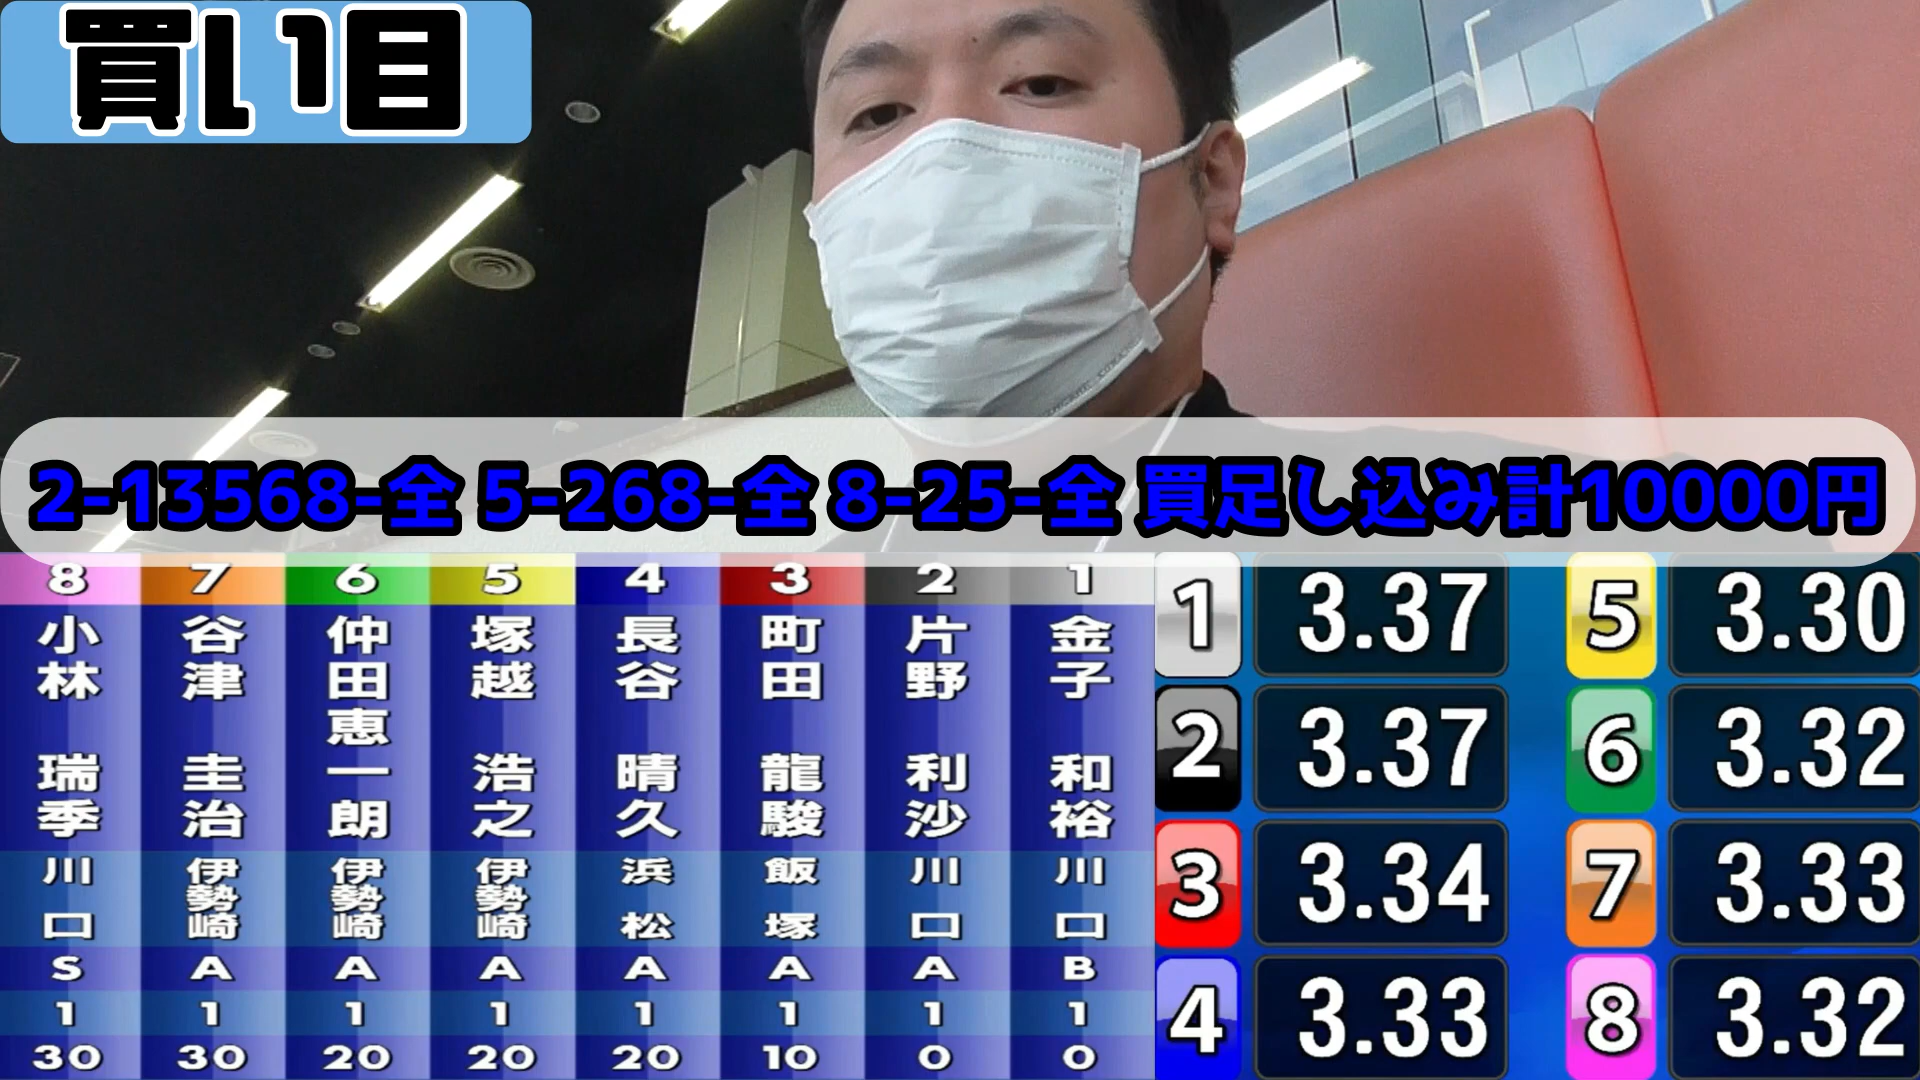 買い目
2-13568-全 5-268-全 8-25-全 買足し込み計10000円
8 7 6 5 4 3 2 1
小林 瑞季 谷津 圭治 仲田恵一朗 塚越 浩之 長谷 晴久 町田 龍駿 片野 利沙 金子 和裕
川口 伊勢崎 伊勢崎 伊勢崎 浜松 飯塚 川口 川口
S A A A A A A B
1 1 1 1 1 1 1 1
30 30 20 20 20 10 0 0
1 3.37 5 3.30
2 3.37 6 3.32
3 3.34 7 3.33
4 3.33 8 3.32